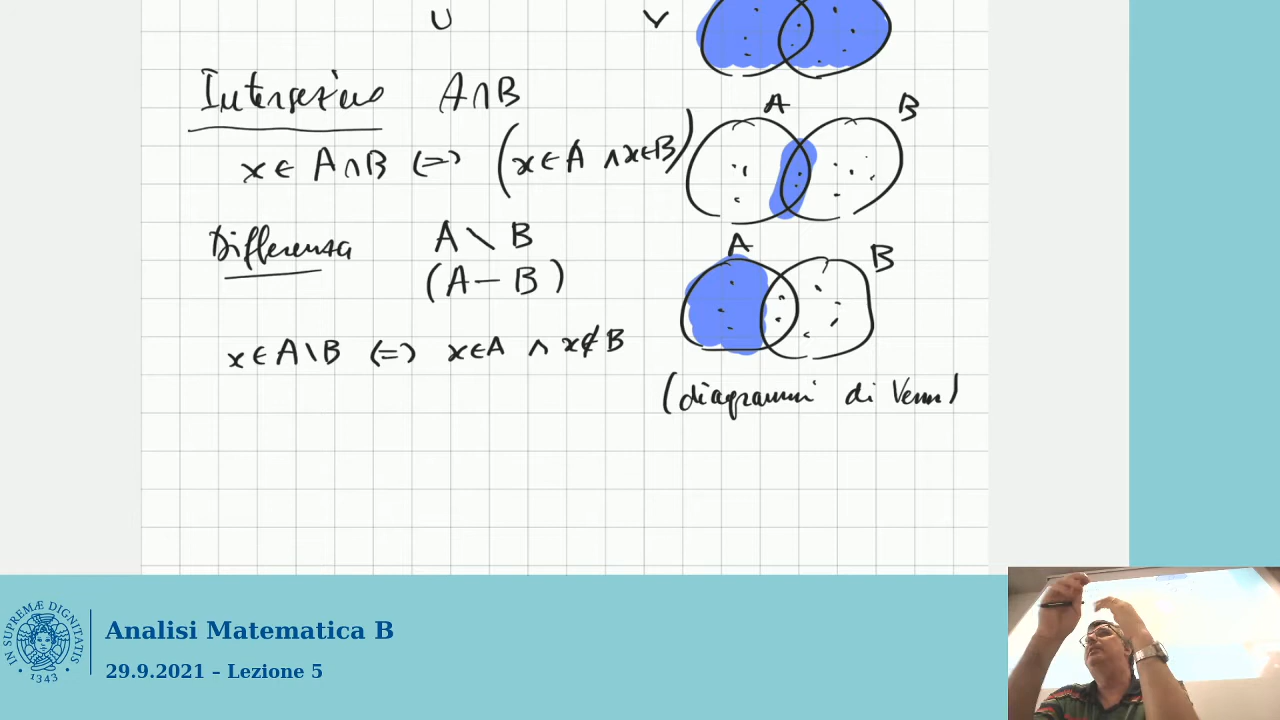 ∪ ∨
Intersezione A∩B
A B
x ∈ A∩B ⇔ (x∈A ∧ x∈B)
Differenza A \ B
A B
(A − B)
x ∈ A\B ⇔ x∈A ∧ x∉B
(diagrammi di Venn)
IN SUPREMÆ DIGNITATIS
· 1343 ·
Analisi Matematica B
29.9.2021 – Lezione 5